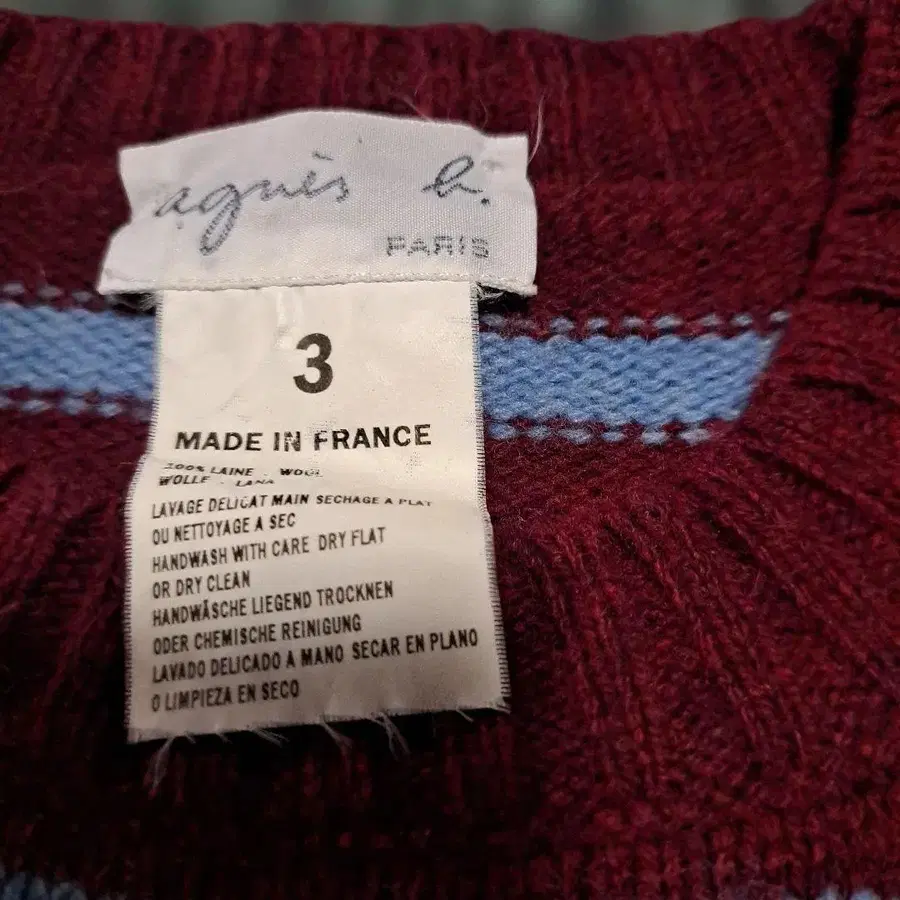 agnès b.
PARIS
3
MADE IN FRANCE
100% LAINE - WOOL
WOLLE - LANA
LAVAGE DELICAT MAIN SECHAGE A PLAT
OU NETTOYAGE A SEC
HANDWASH WITH CARE DRY FLAT
OR DRY CLEAN
HANDWÄSCHE LIEGEND TROCKNEN
ODER CHEMISCHE REINIGUNG
LAVADO DELICADO A MANO SECAR EN PLANO
O LIMPIEZA EN SECO